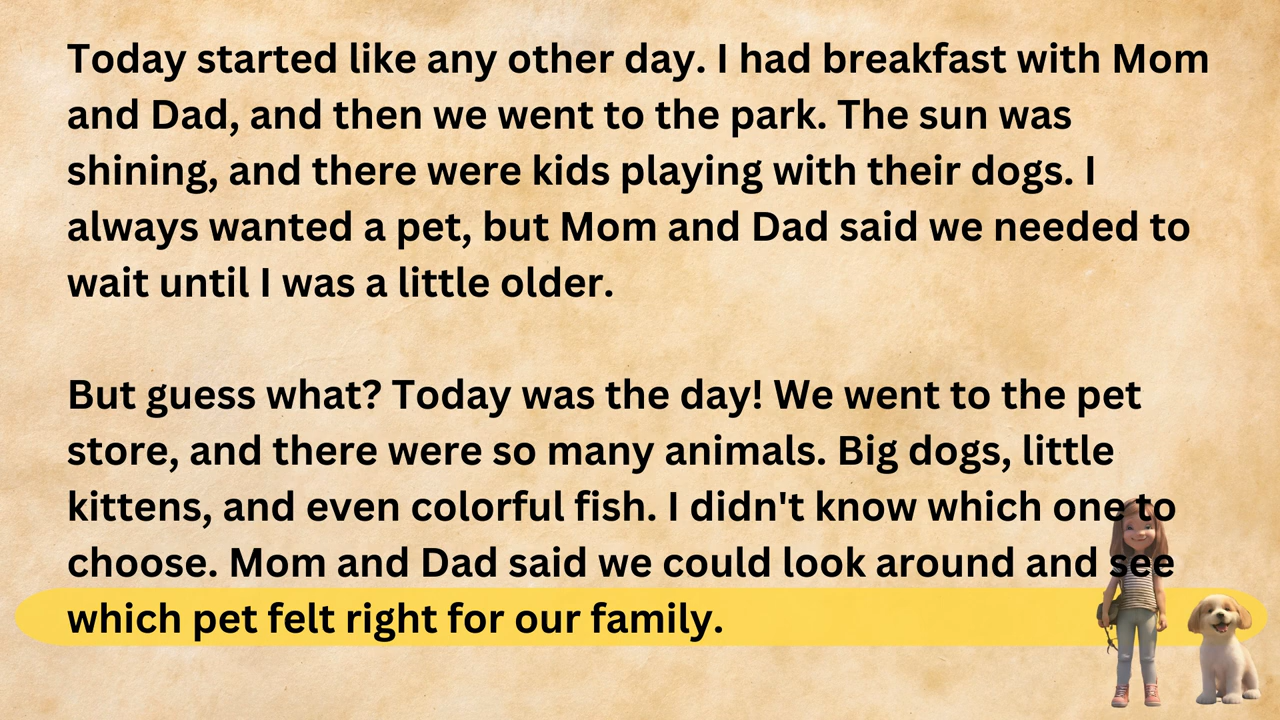 Today started like any other day. I had breakfast with Mom
and Dad, and then we went to the park. The sun was
shining, and there were kids playing with their dogs. I
always wanted a pet, but Mom and Dad said we needed to
wait until I was a little older.
But guess what? Today was the day! We went to the pet
store, and there were so many animals. Big dogs, little
kittens, and even colorful fish. I didn't know which one to
choose. Mom and Dad said we could look around and see
which pet felt right for our family.